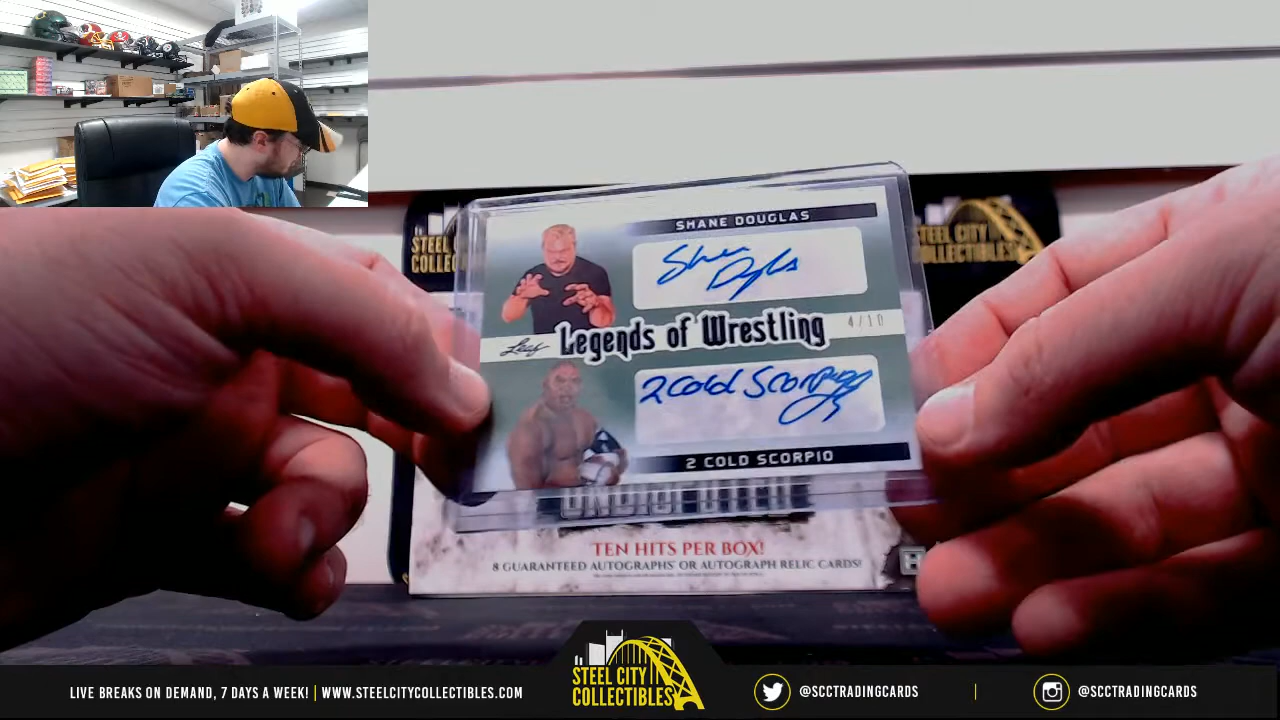 SHANE DOUGLAS
Shane Douglas
Leaf Legends of Wrestling 4/10
2 Cold Scorpio
2 COLD SCORPIO
STEEL CITY
COLLEC
STEEL CITY
COLLECTIBLES
TEN HITS PER BOX!
8 GUARANTEED AUTOGRAPHS OR AUTOGRAPH RELIC CARDS!
STEEL CITY
COLLECTIBLES
LIVE BREAKS ON DEMAND, 7 DAYS A WEEK! | WWW.STEELCITYCOLLECTIBLES.COM
@SCCTRADINGCARDS | @SCCTRADINGCARDS